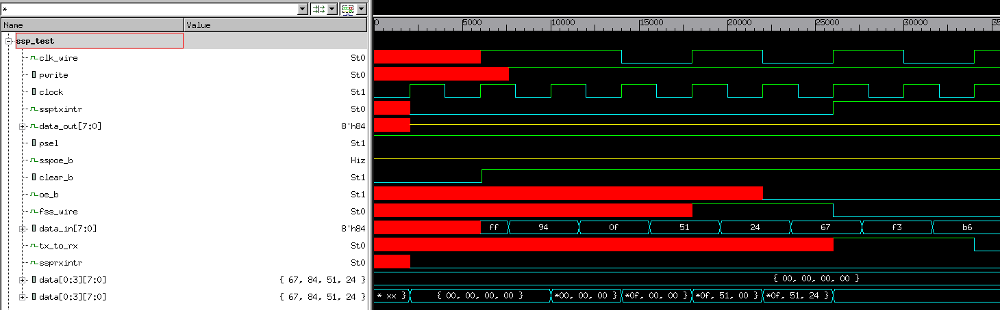 *
Name Value
0 5000 10000 15000 20000 25000 30000 35
ssp_test
clk_wire St0
pwrite St0
clock St1
ssptxintr St0
data_out[7:0] 8'h84
psel St1
sspoe_b Hiz
clear_b St1
oe_b St1
fss_wire St0
data_in[7:0] 8'h84 ff 94 0f 51 24 67 f3 b6
tx_to_rx St0
ssprxintr St0
data[0:3][7:0] { 67, 84, 51, 24 } { 00, 00, 00, 00 }
data[0:3][7:0] { 67, 84, 51, 24 } * xx } { 00, 00, 00, 00 } *00, 00, 00 } *0f, 00, 00 } *0f, 51, 00 } *0f, 51, 24 }